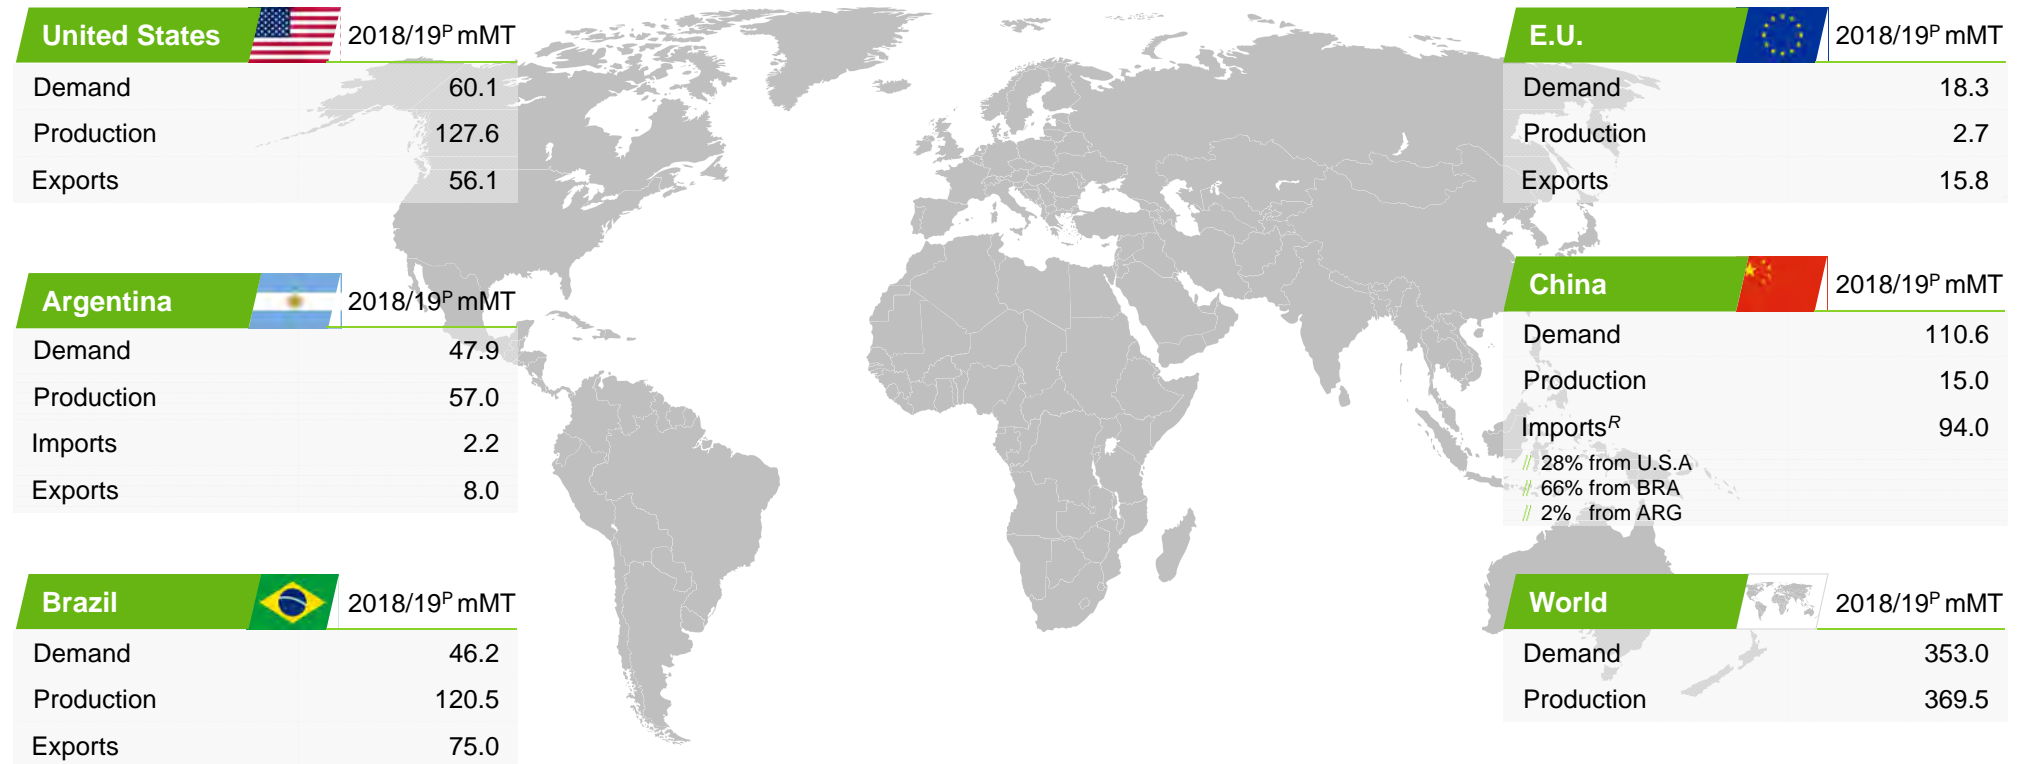 United States 2018/19ᴾ mMT
Demand 60.1
Production 127.6
Exports 56.1
Argentina 2018/19ᴾ mMT
Demand 47.9
Production 57.0
Imports 2.2
Exports 8.0
Brazil 2018/19ᴾ mMT
Demand 46.2
Production 120.5
Exports 75.0
E.U. 2018/19ᴾ mMT
Demand 18.3
Production 2.7
Exports 15.8
China 2018/19ᴾ mMT
Demand 110.6
Production 15.0
Importsᴿ 94.0
// 28% from U.S.A
// 66% from BRA
// 2% from ARG
World 2018/19ᴾ mMT
Demand 353.0
Production 369.5